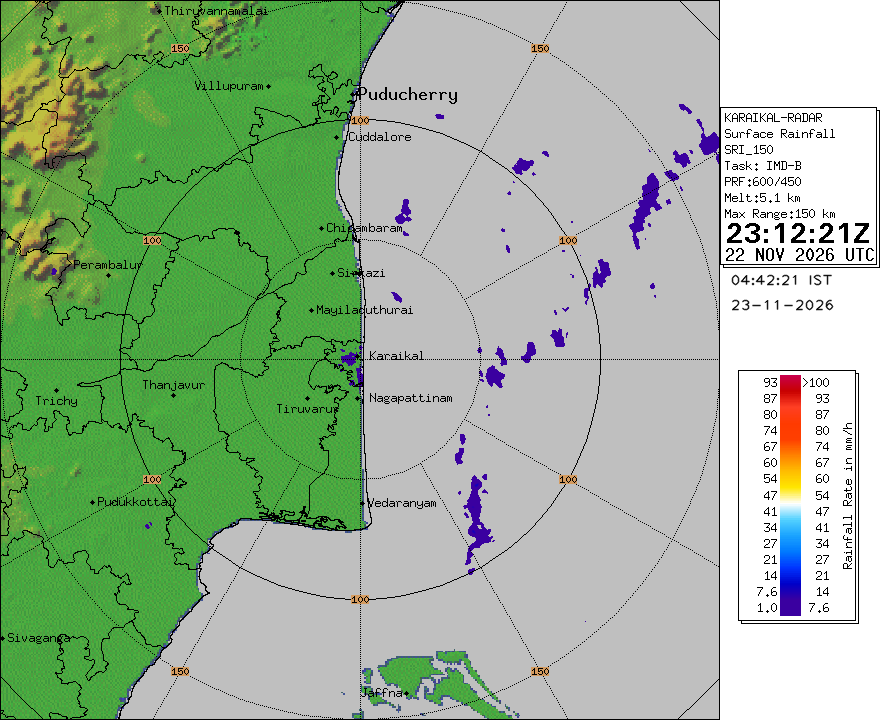 Thiruvannamalai
150
150
Villupuram
Puducherry
100
Cuddalore
Chidambaram
100
100
Perambalur
Sirkazi
Mayiladuthurai
Karaikal
Thanjavur
Trichy
Tiruvarur
Nagapattinam
100
100
Pudukkottai
Vedaranyam
100
Sivaganga
150
150
Jaffna
KARAIKAL-RADAR
Surface Rainfall
SRI_150
Task: IMD-B
PRF:600/450
Melt:5.1 km
Max Range:150 km
23:12:21Z
22 NOV 2026 UTC
04:42:21 IST
23-11-2026
93 >100
87 93
80 87
74 80
67 74
60 67
54 60
47 54
41 47
34 41
27 34
21 27
14 21
7.6 14
1.0 7.6
Rainfall Rate in mm/h